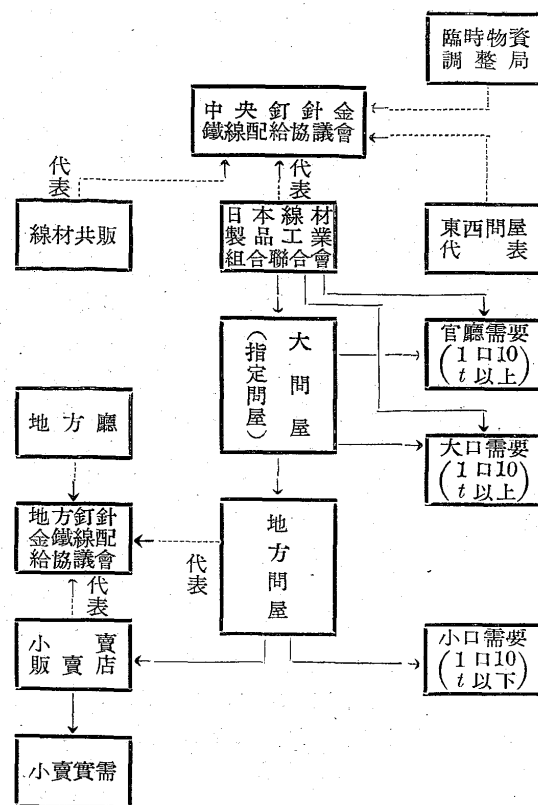 臨時物資
調整局
中央釘針金
鐵線配給協議會
代表
代表
線材共販
日本線材
製品工業
組合聯合會
東西問屋
代表
大問屋
（指定問屋）
官廳需要
（1口10
t以上）
地方廳
大口需要
（1口10
t以上）
地方釘針
金鐵線配
給協議會
代表
地方問屋
代表
小賣
販賣店
小口需要
（1口10
t以下）
小賣實需